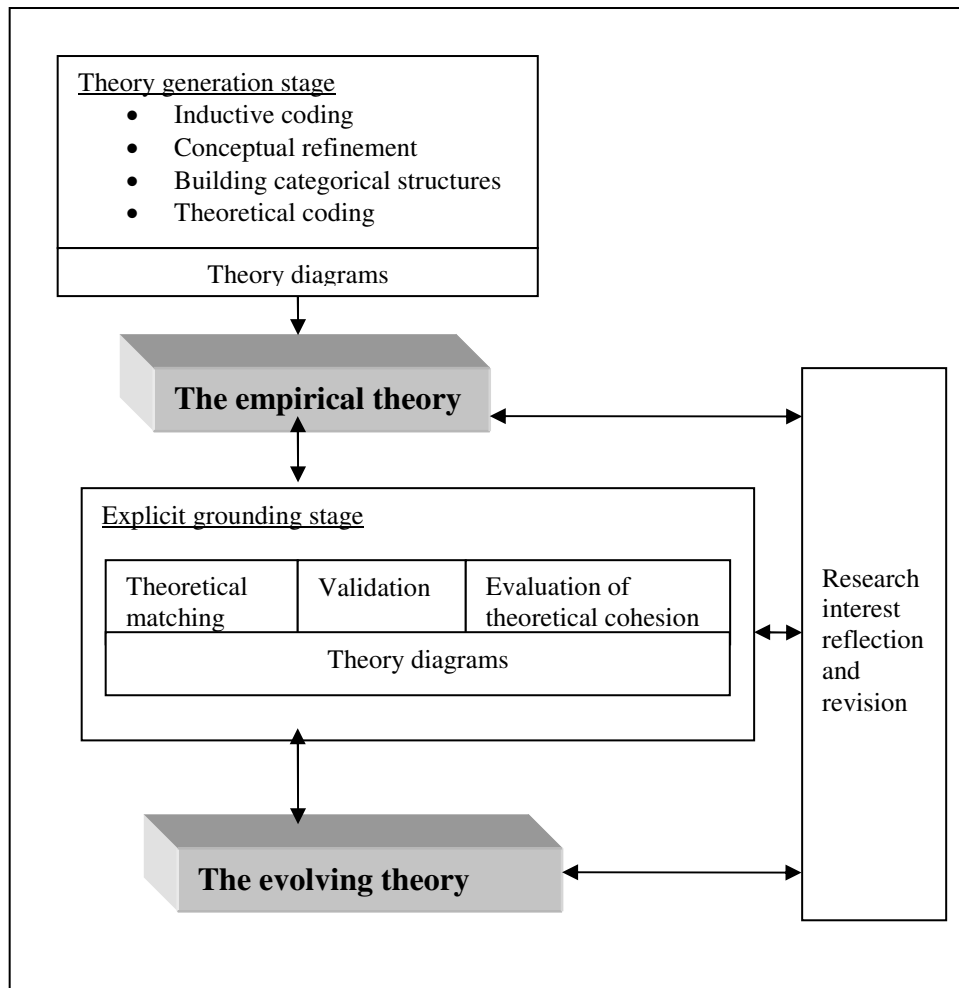 Theory generation stage
• Inductive coding
• Conceptual refinement
• Building categorical structures
• Theoretical coding
Theory diagrams
The empirical theory
Explicit grounding stage
Theoretical
matching
Validation
Evaluation of
theoretical cohesion
Theory diagrams
Research
interest
reflection
and
revision
The evolving theory